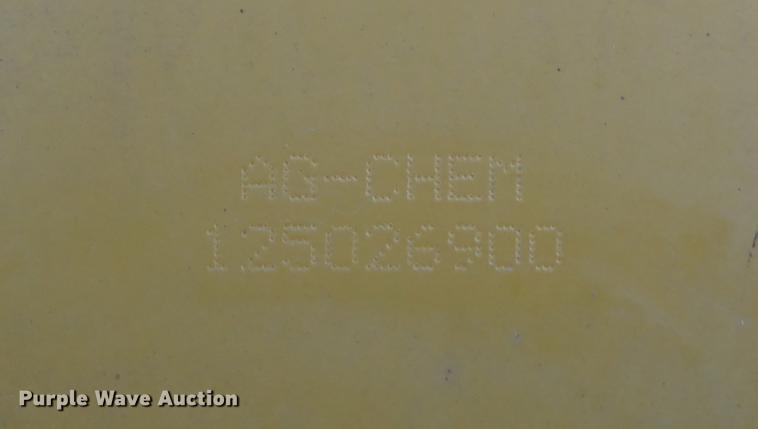 AG-CHEM
125026900
Purple Wave Auction